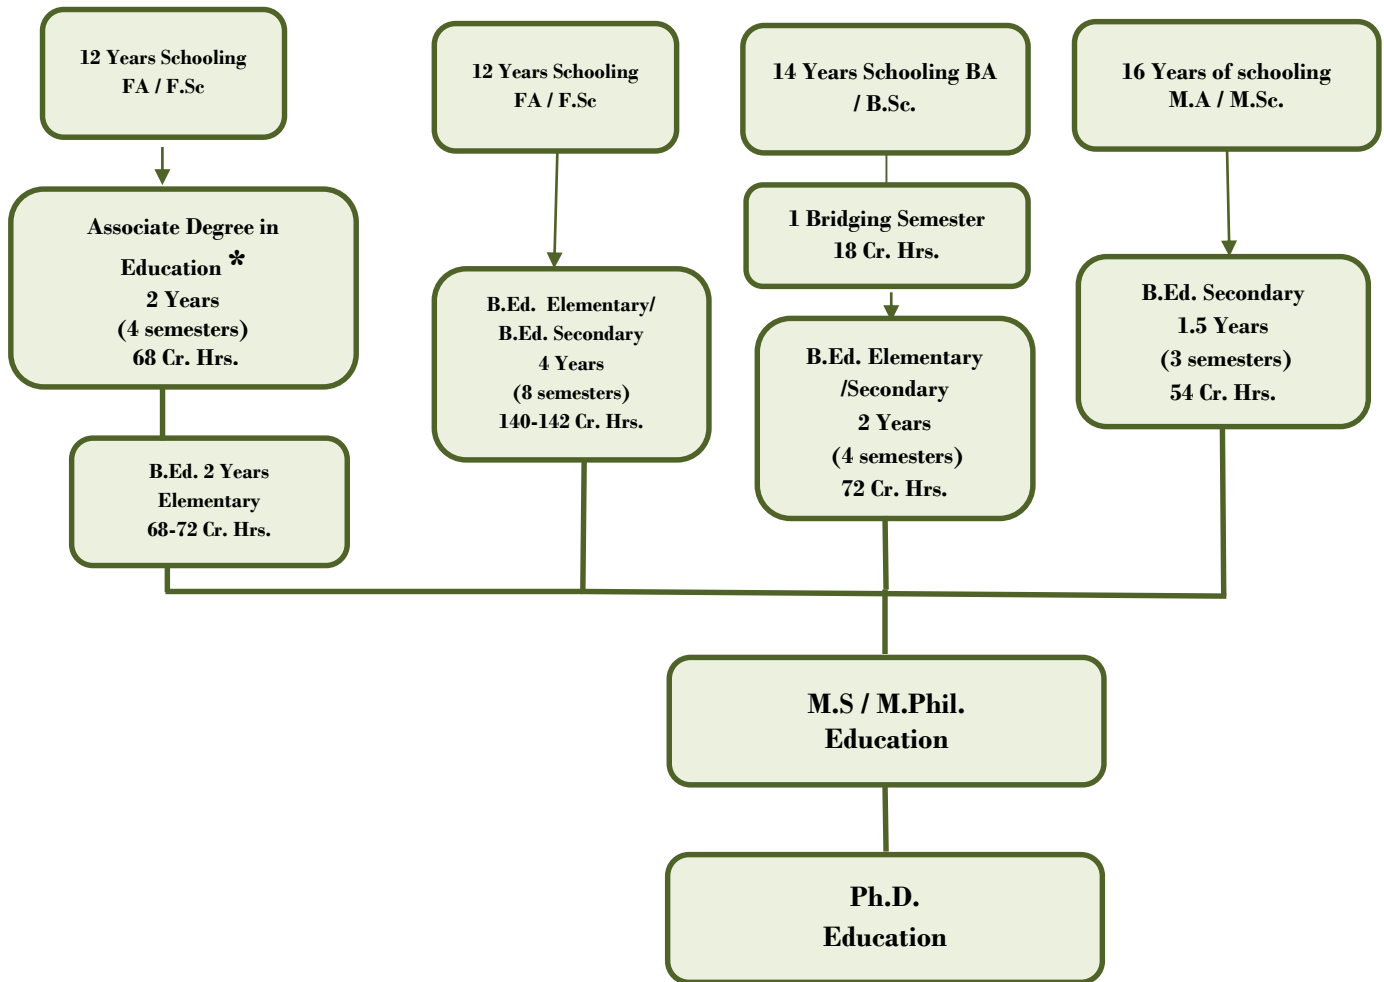 12 Years Schooling
FA / F.Sc
12 Years Schooling
FA / F.Sc
14 Years Schooling BA
/ B.Sc.
16 Years of schooling
M.A / M.Sc.
Associate Degree in
Education *
2 Years
(4 semesters)
68 Cr. Hrs.
B.Ed.  Elementary/
B.Ed. Secondary
4 Years
(8 semesters)
140-142 Cr. Hrs.
1 Bridging Semester
18 Cr. Hrs.
B.Ed. Secondary
1.5 Years
(3 semesters)
54 Cr. Hrs.
B.Ed. Elementary
/Secondary
2 Years
(4 semesters)
72 Cr. Hrs.
B.Ed. 2 Years
Elementary
68-72 Cr. Hrs.
M.S / M.Phil.
Education
Ph.D.
Education